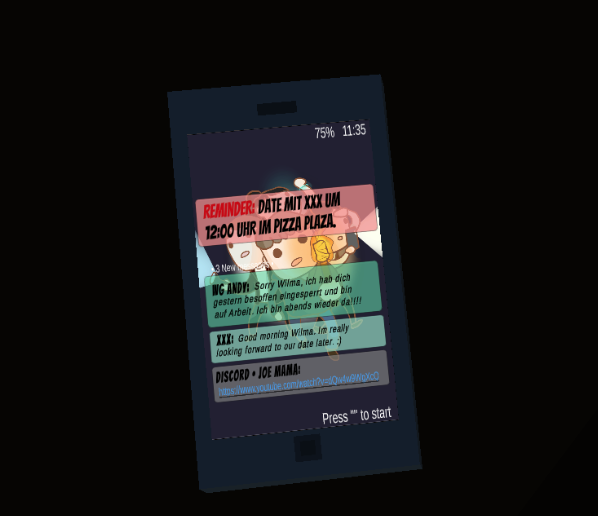 75% 11:35
REMINDER: DATE MIT XXX UM
12:00 UHR IM PIZZA PLAZA.
3 New
WG ANDY: Sorry Wilma, ich hab dich
gestern besoffen eingesperrt und bin
auf Arbeit. Ich bin abends wieder da!!!!
XXX: Good morning Wilma. Im really
looking forward to our date later. :)
DISCORD • JOE MAMA:
Press "" to start